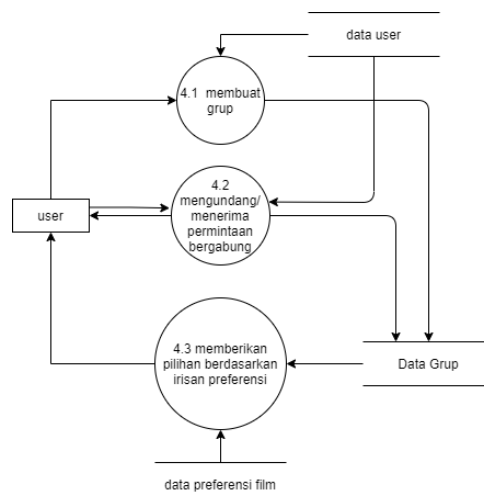 data user
4.1 membuat
grup
4.2
mengundang/
menerima
permintaan
bergabung
user
4.3 memberikan
pilihan berdasarkan
irisan preferensi
Data Grup
data preferensi film